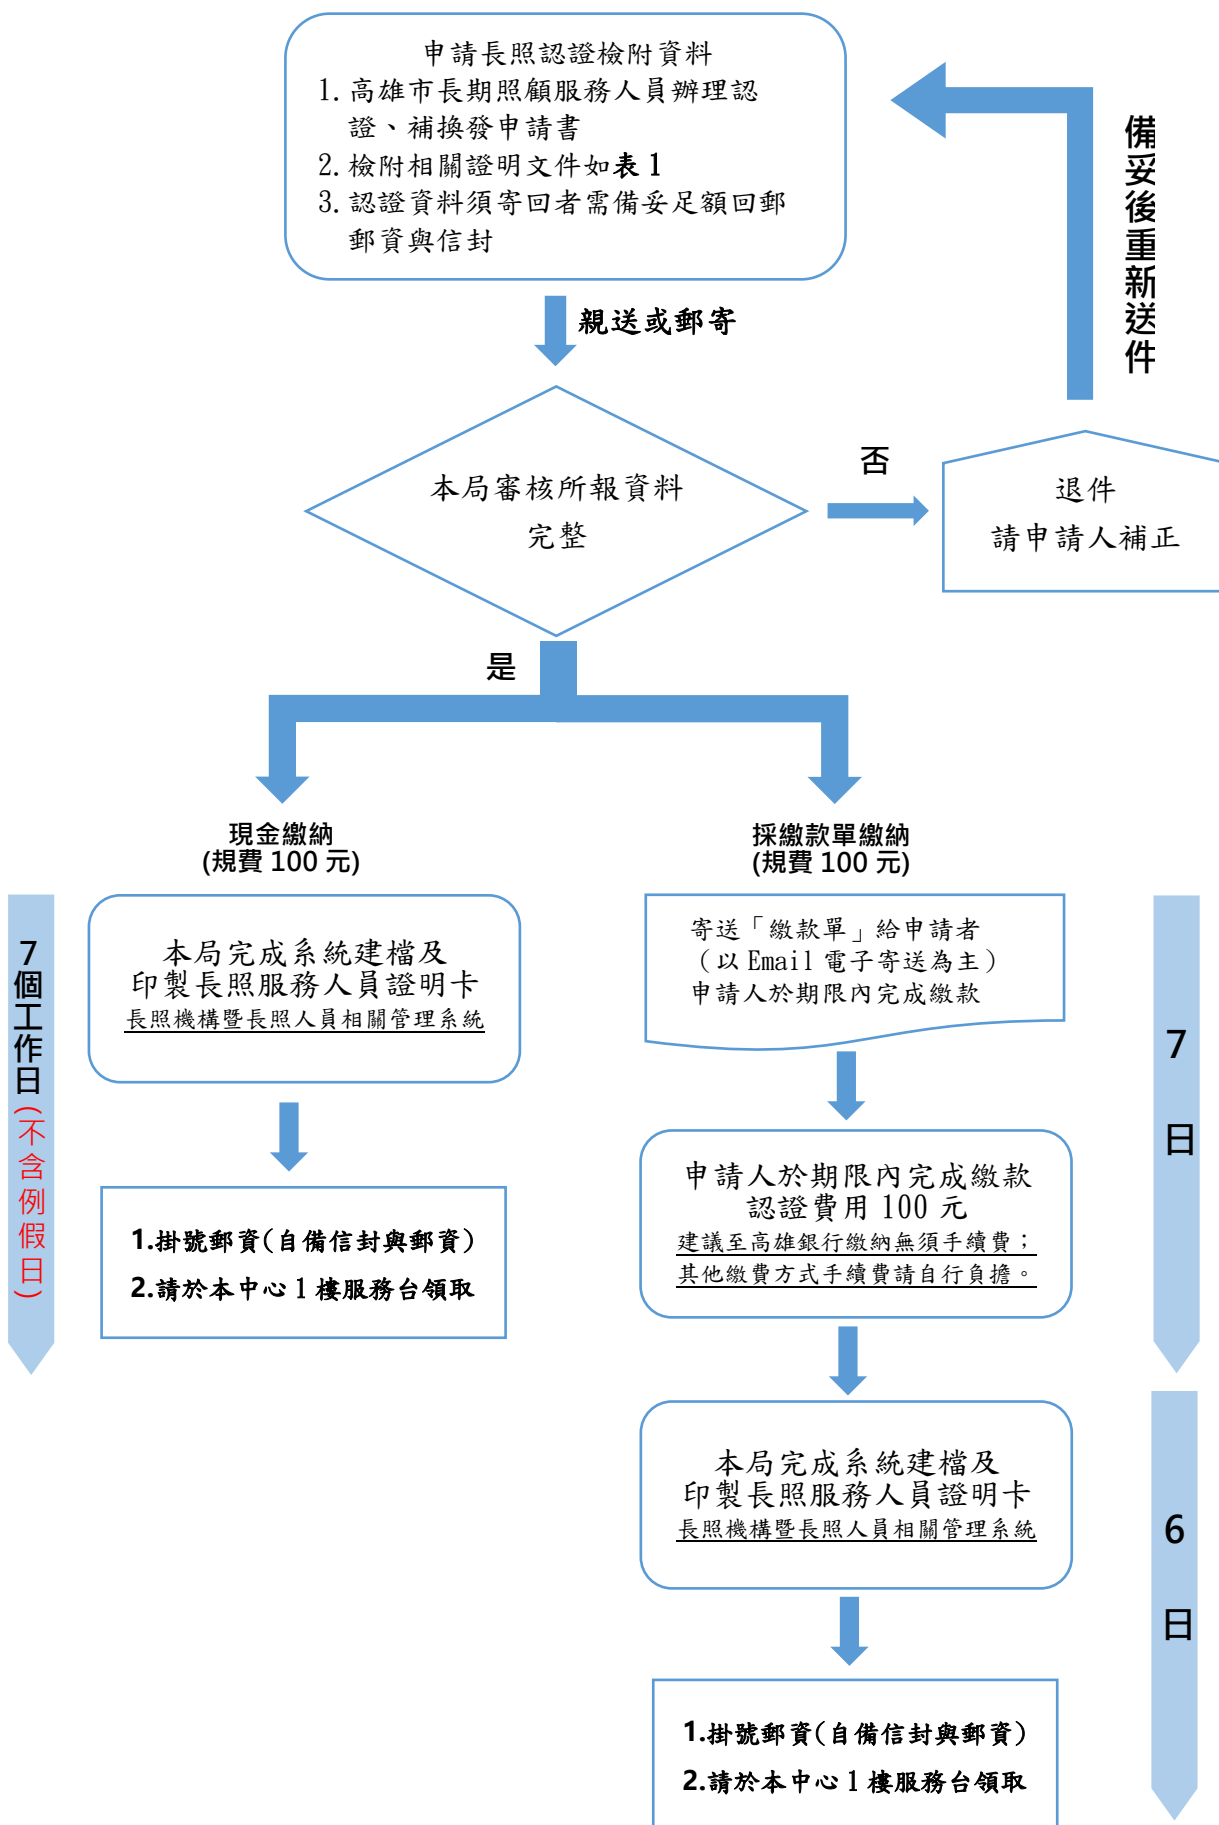 申請長照認證檢附資料
1. 高雄市長期照顧服務人員辦理認
證、補換發申請書
2. 檢附相關證明文件如表 1
3. 認證資料須寄回者需備妥足額回郵
郵資與信封
備妥後重新送件
親送或郵寄
本局審核所報資料
完整
否
退件
請申請人補正
是
現金繳納
(規費 100 元)
採繳款單繳納
(規費 100 元)
7個工作日(不含例假日)
本局完成系統建檔及
印製長照服務人員證明卡
長照機構暨長照人員相關管理系統
1.掛號郵資(自備信封與郵資)
2.請於本中心 1 樓服務台領取
寄送「繳款單」給申請者
（以 Email 電子寄送為主）
申請人於期限內完成繳款
7日
申請人於期限內完成繳款
認證費用 100 元
建議至高雄銀行繳納無須手續費；
其他繳費方式手續費請自行負擔。
本局完成系統建檔及
印製長照服務人員證明卡
長照機構暨長照人員相關管理系統
6日
1.掛號郵資(自備信封與郵資)
2.請於本中心 1 樓服務台領取